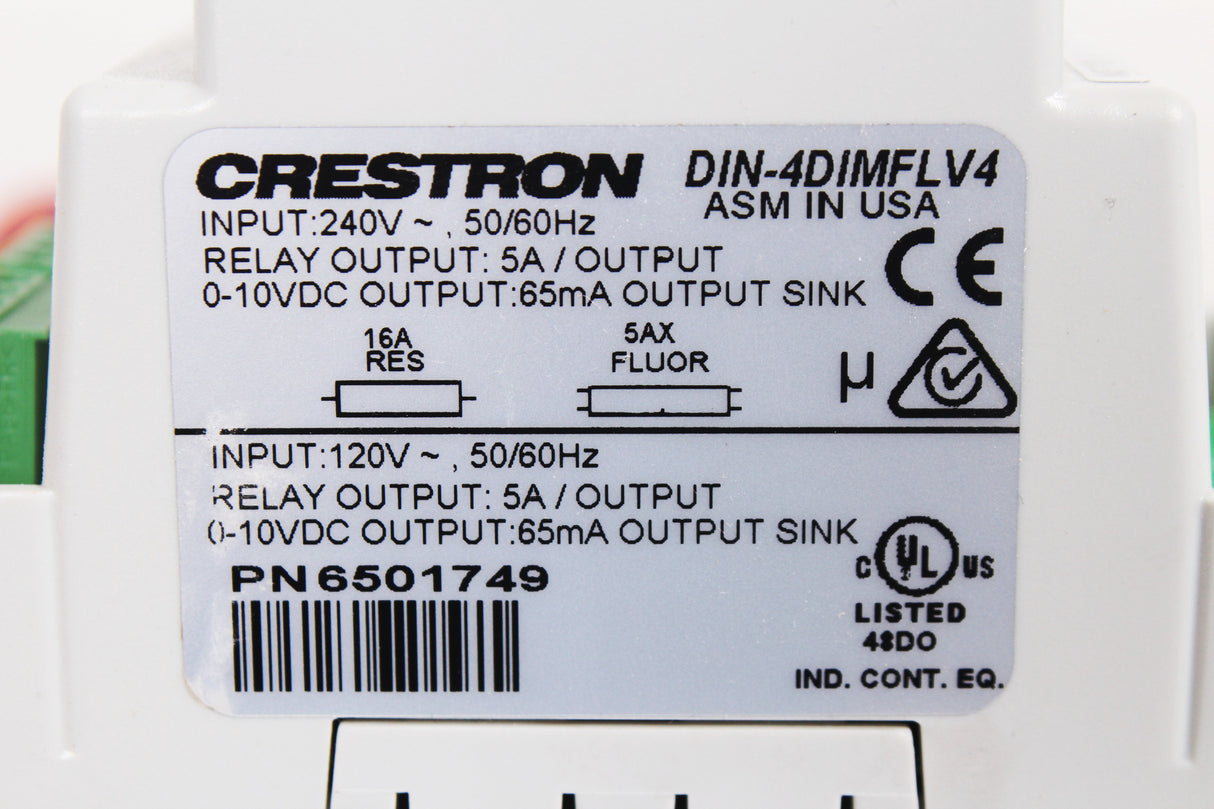 CRESTRON DIN-4DIMFLV4
ASM IN USA
INPUT:240V ~ , 50/60Hz
RELAY OUTPUT: 5A / OUTPUT
0-10VDC OUTPUT:65mA OUTPUT SINK
CE
16A
RES
5AX
FLUOR
µ
INPUT:120V ~ , 50/60Hz
RELAY OUTPUT: 5A / OUTPUT
0-10VDC OUTPUT:65mA OUTPUT SINK
PN6501749
C UL US
LISTED
48DO
IND. CONT. EQ.